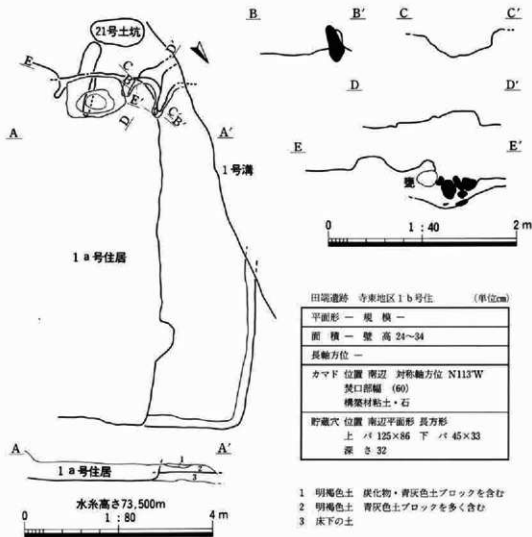 21号土坑
E
C
D'
E'
D
C'
B'
A
A'
1号溝
1a号住居
A
A'
1a号住居
1
2
3
水糸高さ73,500m
0
1:80
4 m
B
B'
C
C'
D
D'
E
E'
甕
0
1:40
2 m
田端遺跡 寺東地区1b号住 (単位cm)
平面形 ー 規模 ー
面積 ー 壁高 24～34
長軸方位 ー
カマド 位置 南辺 対称軸方位 N113°W
焚口部幅 (60)
構築材粘土・石
貯蔵穴 位置 南辺平面形 長方形
上バ 125×86 下バ 45×33
深さ 32
1 明褐色土 炭化物・青灰色土ブロックを含む
2 明褐色土 青灰色土ブロックを多く含む
3 床下の土